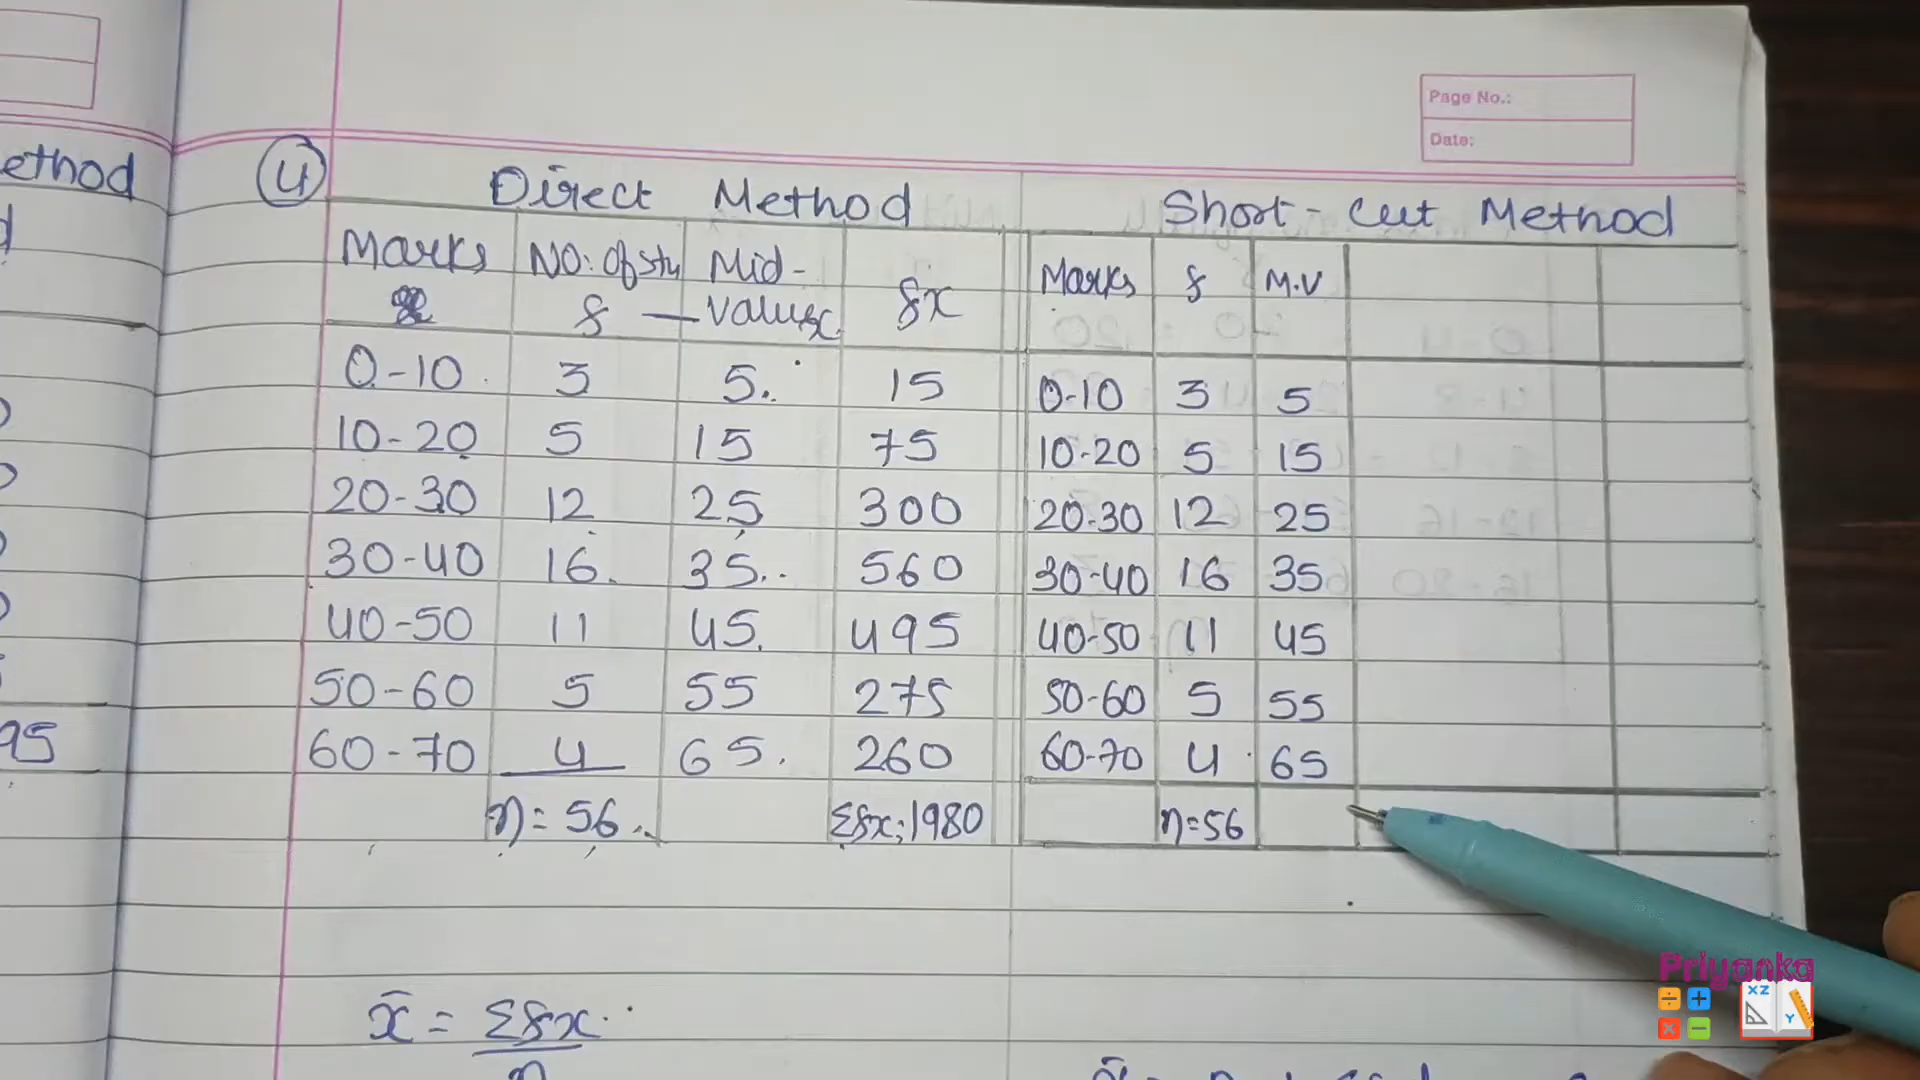 Page No.:
Date:
ethod
4
Direct Method
Short-cut Method
Marks No: Of stu Mid-
f values x fx
Marks f M.V
0-10 3 5 15 0-10 3 5
10-20 5 15 75 10-20 5 15
20-30 12 25 300 20-30 12 25
30-40 16 35 560 30-40 16 35
40-50 11 45 495 40-50 11 45
50-60 5 55 275 50-60 5 55
60-70 4 65 260 60-70 4 65
95
n = 56 Σfx = 1980 n=56
x̄ = Σfx
n
Priyanka
XZ
Y